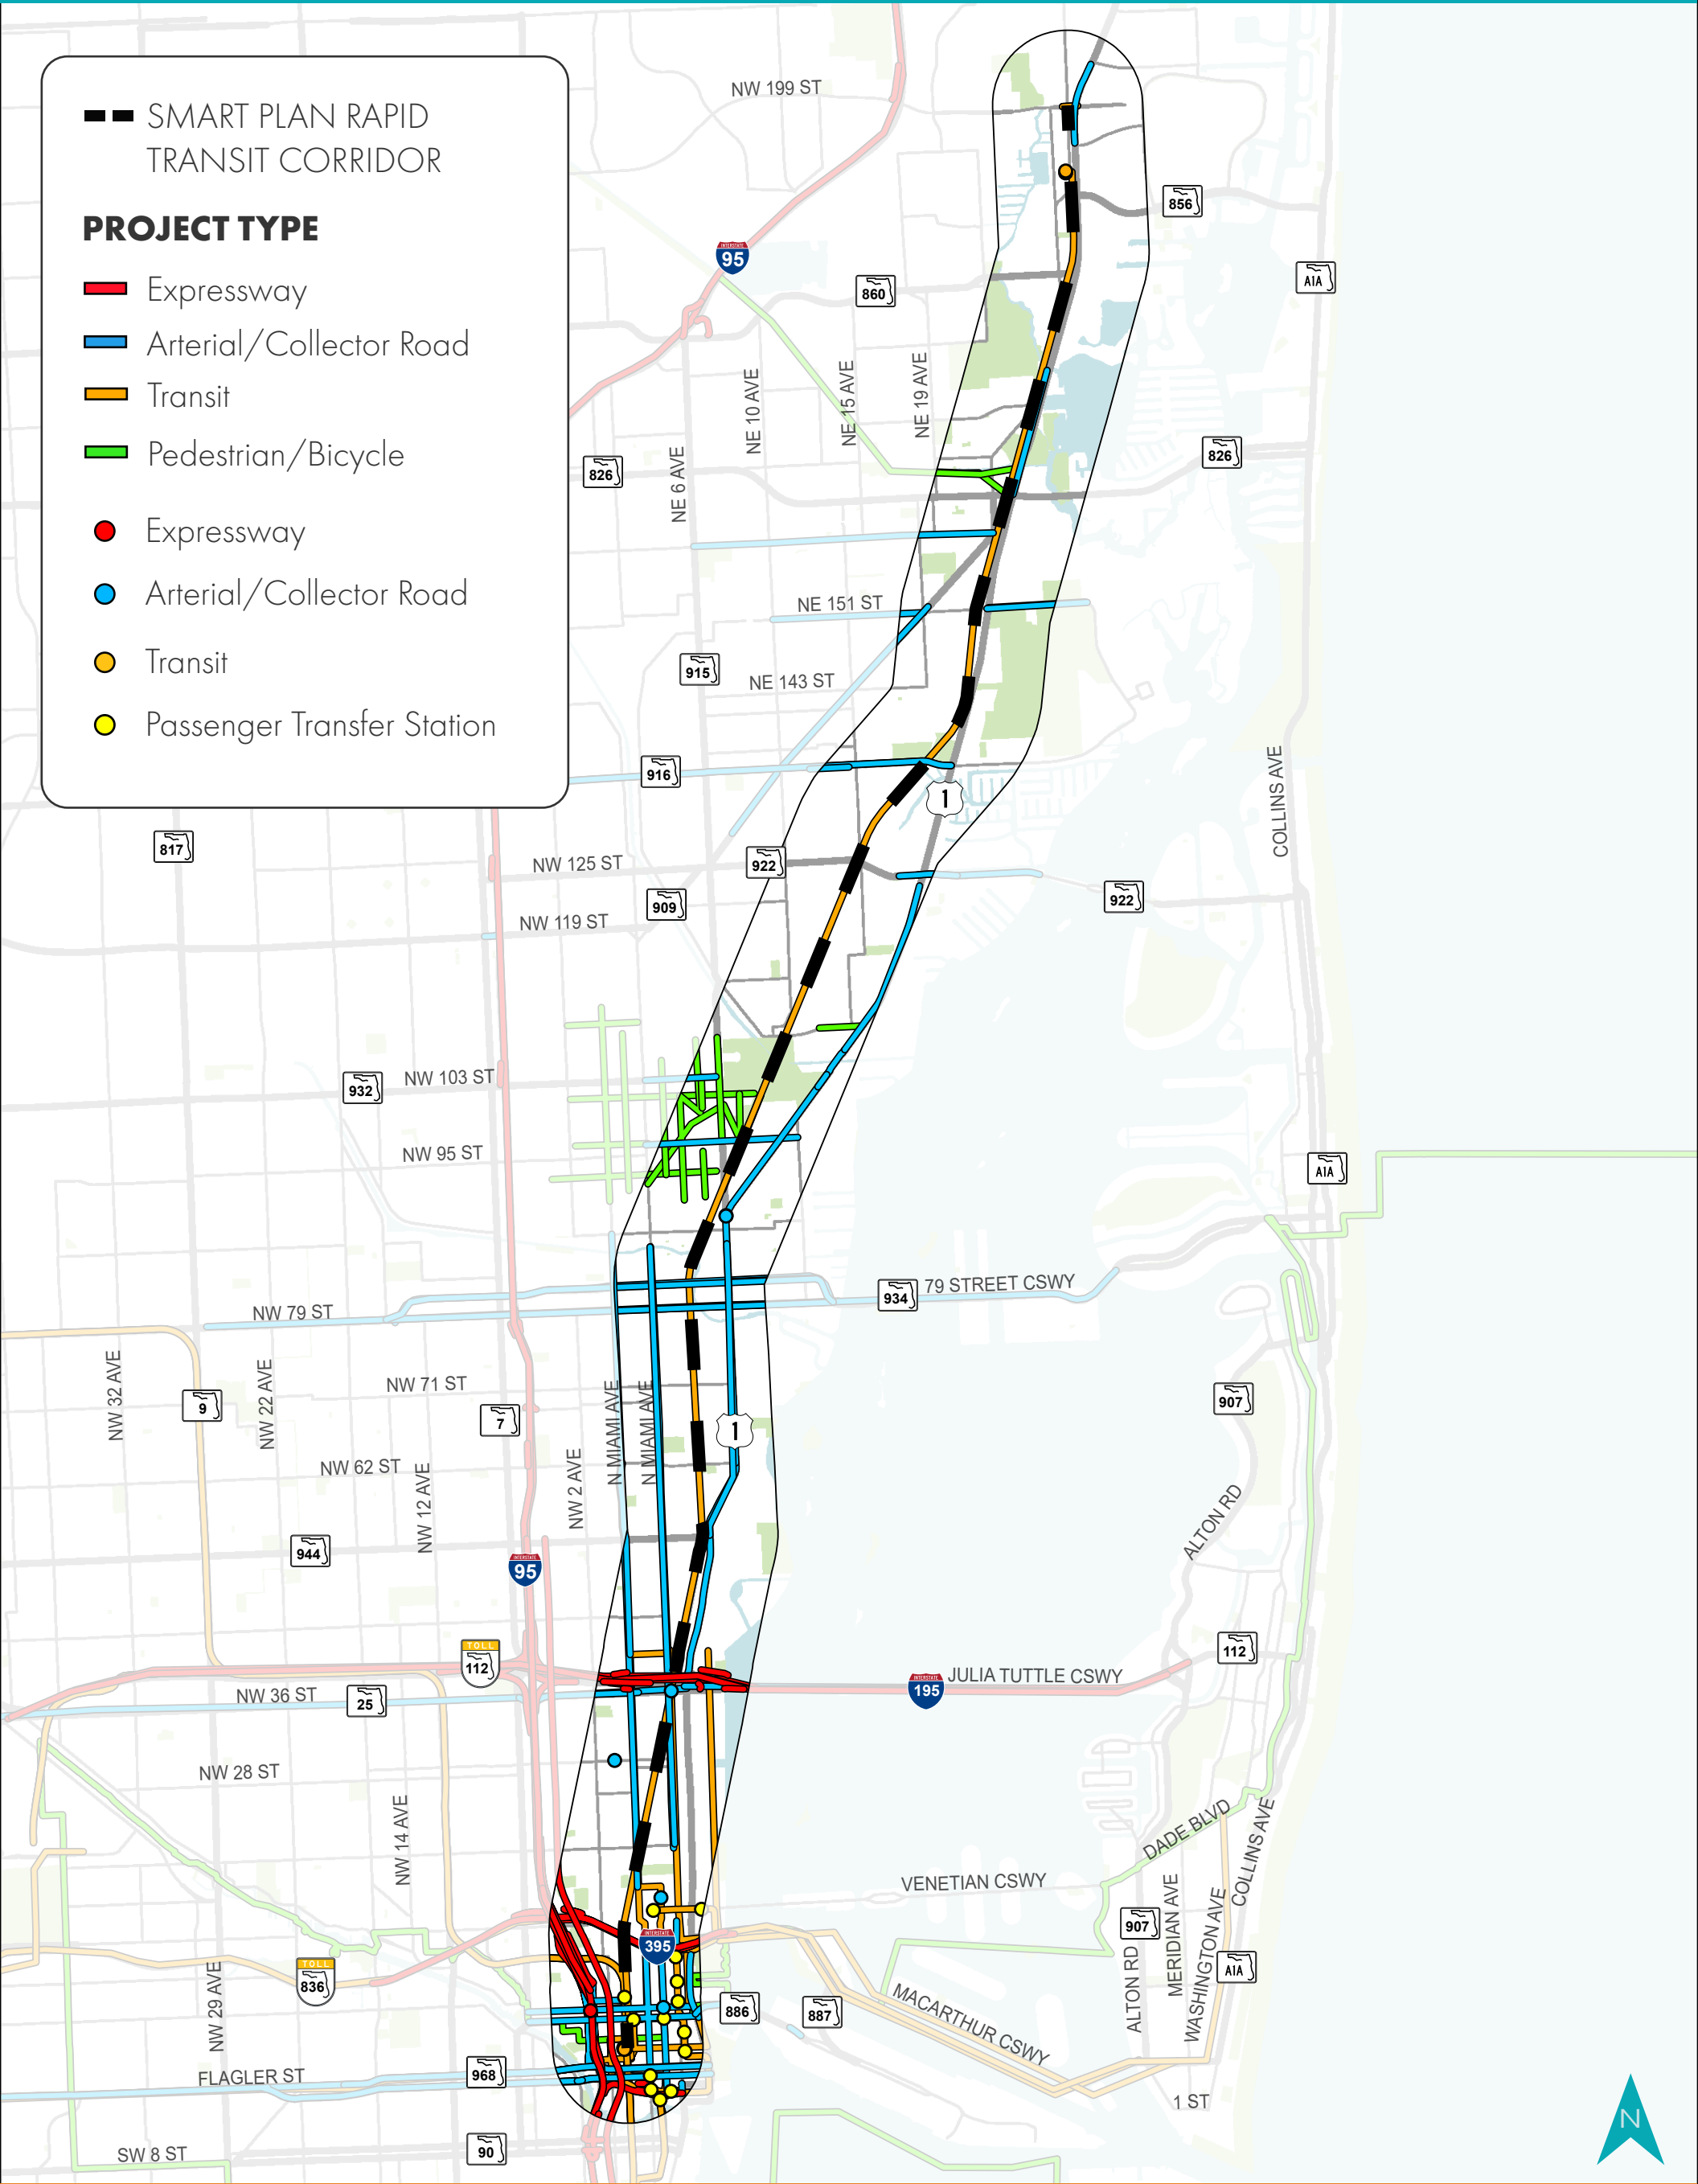 SMART PLAN RAPID
TRANSIT CORRIDOR
PROJECT TYPE
Expressway
Arterial/Collector Road
Transit
Pedestrian/Bicycle
Expressway
Arterial/Collector Road
Transit
Passenger Transfer Station
NW 199 ST
856
INTERSTATE
95
A1A
860
NE 10 AVE
NE 15 AVE
NE 19 AVE
826
826
NE 6 AVE
NE 151 ST
915
NE 143 ST
916
1
COLLINS AVE
817
NW 125 ST
922
909
922
NW 119 ST
932
NW 103 ST
NW 95 ST
A1A
934
79 STREET CSWY
NW 79 ST
NW 32 AVE
9
NW 22 AVE
NW 71 ST
7
N MIAMI AVE
N MIAMI AVE
1
907
NW 62 ST
NW 12 AVE
NW 2 AVE
ALTON RD
944
INTERSTATE
95
TOLL
112
112
NW 36 ST
25
INTERSTATE
195
JULIA TUTTLE CSWY
NW 28 ST
NW 14 AVE
DADE BLVD
COLLINS AVE
VENETIAN CSWY
907
MERIDIAN AVE
WASHINGTON AVE
INTERSTATE
395
ALTON RD
A1A
TOLL
836
NW 29 AVE
886
887
MACARTHUR CSWY
968
FLAGLER ST
1 ST
N
SW 8 ST
90